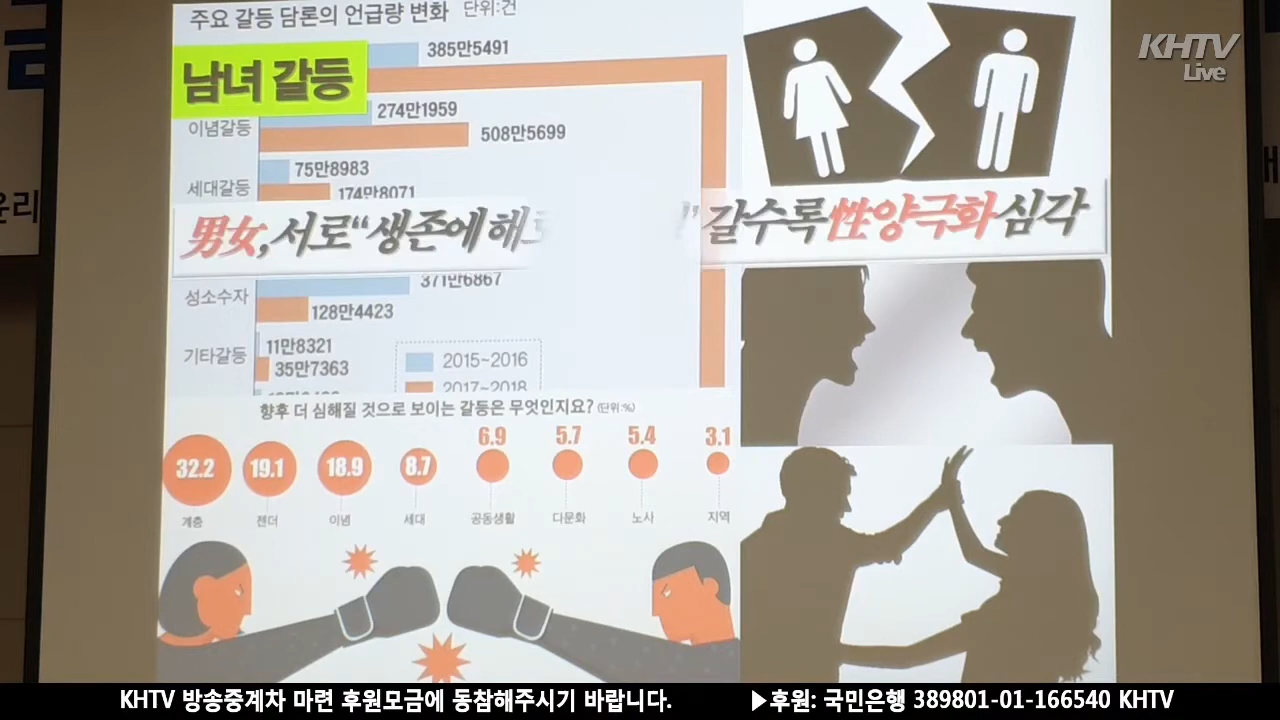 주요 갈등 담론의 언급량 변화 단위:건
KHTV
Live
남녀 갈등
385만5491
이념갈등
274만1959
508만5699
세대갈등
75만8983
174만8071
男女, 서로 “생존에 해
갈수록 性양극화 심각
371만6867
성소수자
128만4423
기타갈등
11만8321
35만7363
2015~2016
2017~2018
향후 더 심해질 것으로 보이는 갈등은 무엇인지요? (단위:%)
32.2 19.1 18.9 8.7 6.9 5.7 5.4 3.1
계층 젠더 이념 세대 공동생활 다문화 노사 지역
KHTV 방송중계차 마련 후원모금에 동참해주시기 바랍니다. ▶후원: 국민은행 389801-01-166540 KHTV